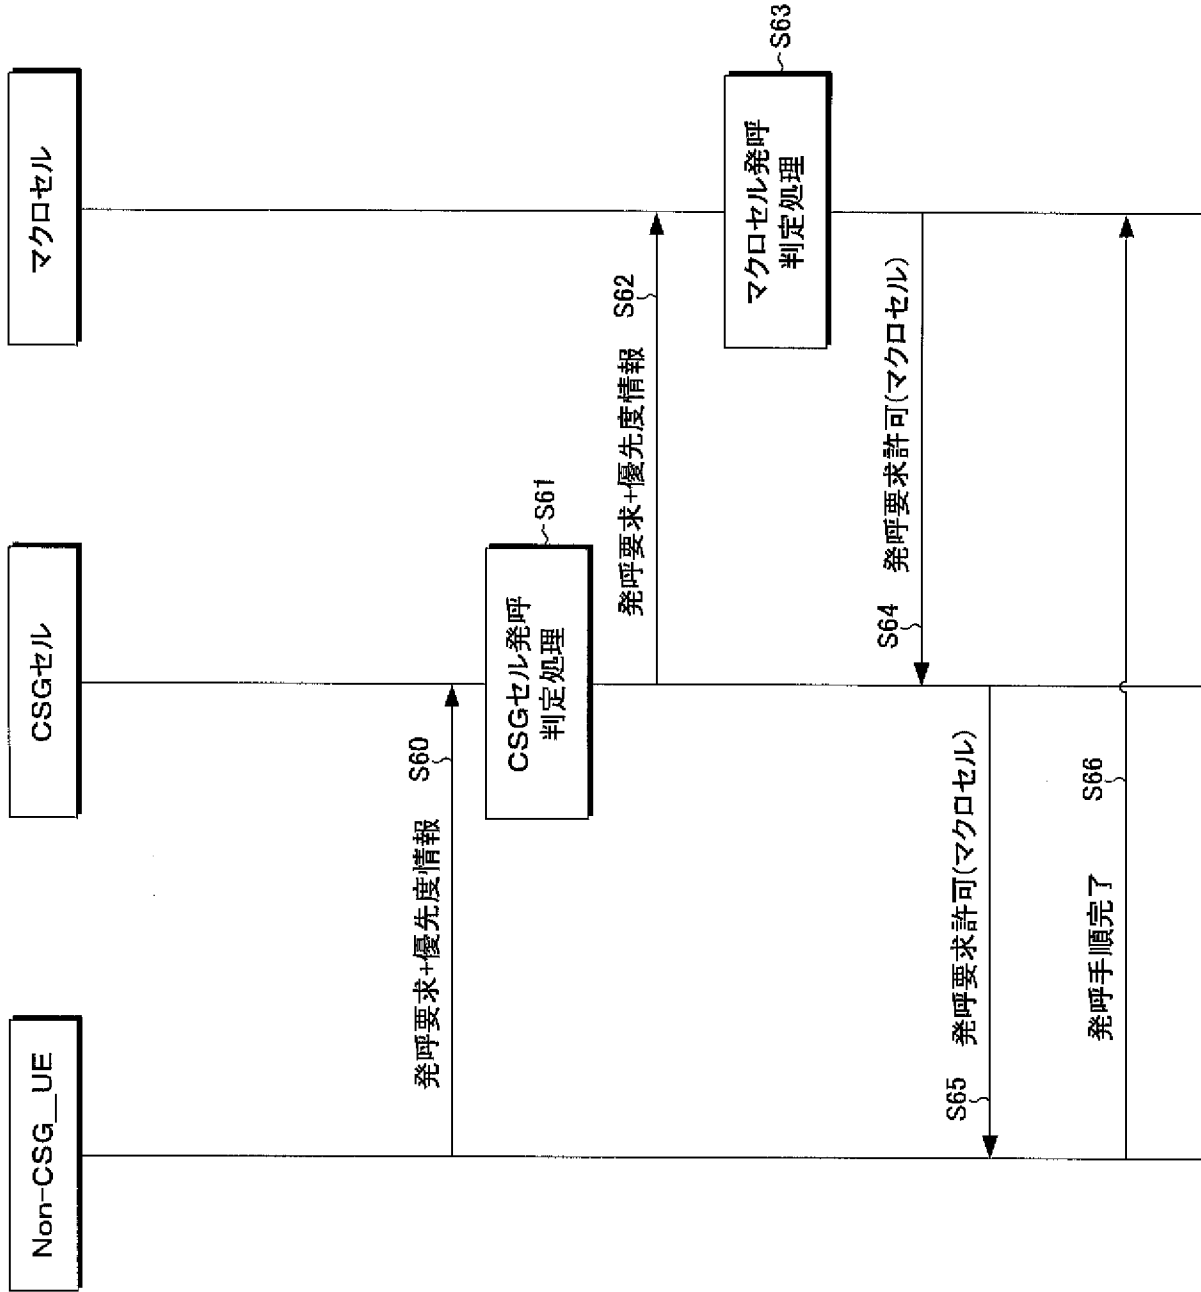 Non-CSG__UE
CSGセル
マクロセル
発呼要求+優先度情報
S60
CSGセル発呼
判定処理
S61
発呼要求+優先度情報
S62
マクロセル発呼
判定処理
S63
S64
発呼要求許可(マクロセル)
S65
発呼要求許可(マクロセル)
発呼手順完了
S66